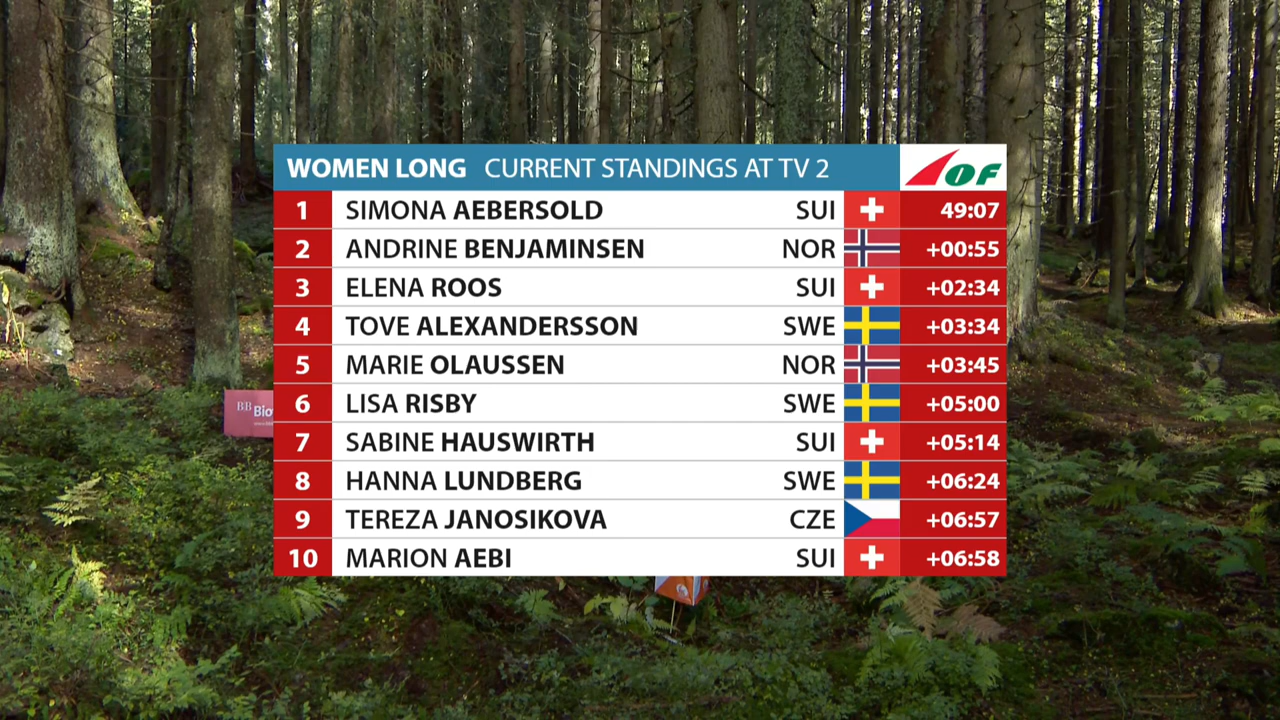 WOMEN LONG CURRENT STANDINGS AT TV 2 IOF
1 SIMONA AEBERSOLD SUI 49:07
2 ANDRINE BENJAMINSEN NOR +00:55
3 ELENA ROOS SUI +02:34
4 TOVE ALEXANDERSSON SWE +03:34
5 MARIE OLAUSSEN NOR +03:45
6 LISA RISBY SWE +05:00
BB Bio
7 SABINE HAUSWIRTH SUI +05:14
8 HANNA LUNDBERG SWE +06:24
9 TEREZA JANOSIKOVA CZE +06:57
10 MARION AEBI SUI +06:58